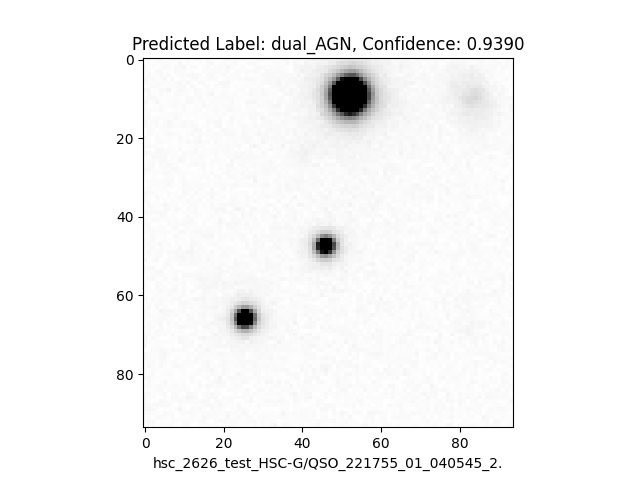 Predicted Label: dual_AGN, Confidence: 0.9390
0
20
40
60
80
0 20 40 60 80
hsc_2626_test_HSC-G/QSO_221755_01_040545_2.